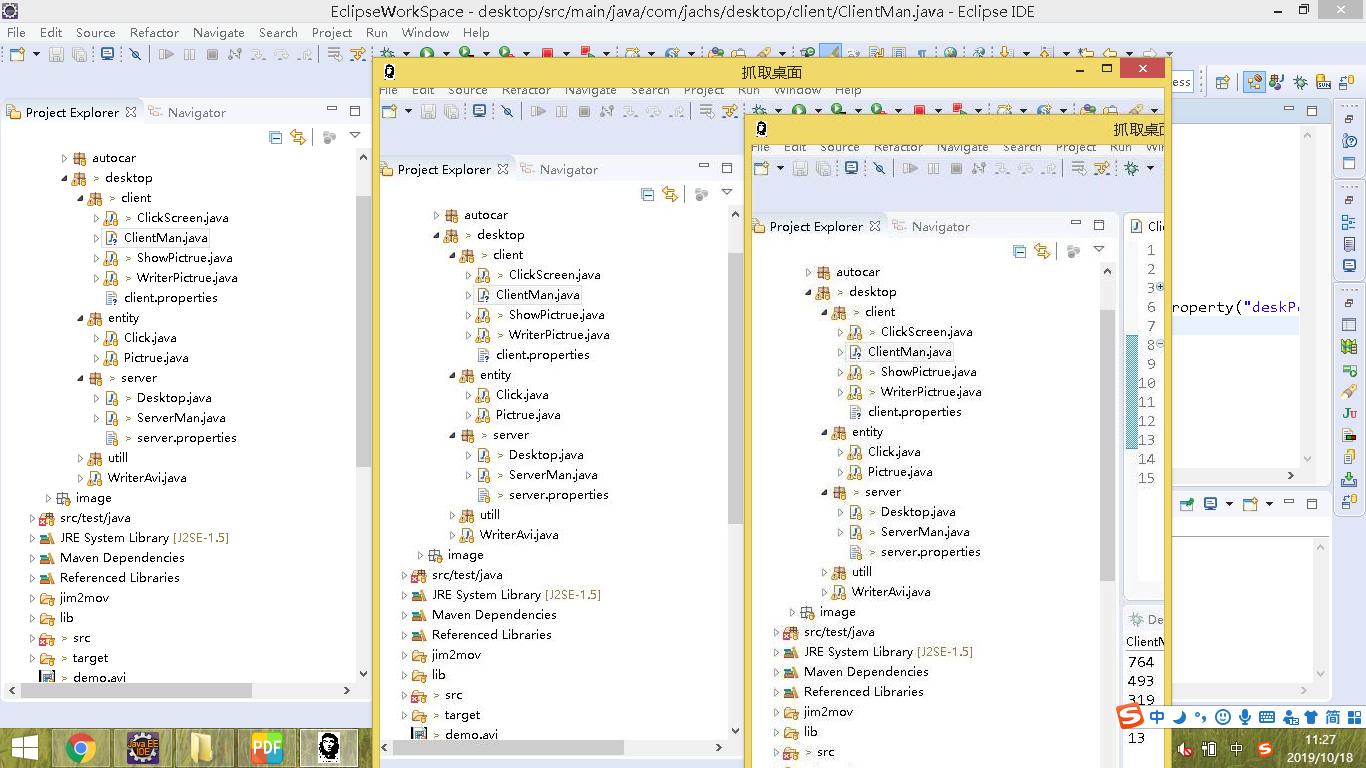 EclipseWorkSpace - desktop/src/main/java/com/jachs/desktop/client/ClientMan.java - Eclipse IDE
File Edit Source Refactor Navigate Search Project Run Window Help
Project Explorer Navigator
autocar
> desktop
> client
> ClickScreen.java
ClientMan.java
> ShowPictrue.java
> WriterPictrue.java
> client.properties
entity
Click.java
Pictrue.java
> server
> Desktop.java
> ServerMan.java
> server.properties
utill
WriterAvi.java
image
src/test/java
JRE System Library [J2SE-1.5]
Maven Dependencies
Referenced Libraries
jim2mov
lib
> src
> target
demo.avi
抓取桌面
File Edit Source Refactor Navigate Search Project Run Window Help
Project Explorer Navigator
autocar
> desktop
> client
> ClickScreen.java
ClientMan.java
> ShowPictrue.java
> WriterPictrue.java
client.properties
entity
Click.java
Pictrue.java
> server
> Desktop.java
> ServerMan.java
> server.properties
utill
WriterAvi.java
image
src/test/java
JRE System Library [J2SE-1.5]
Maven Dependencies
Referenced Libraries
jim2mov
lib
> src
> target
demo.avi
抓取桌面
File Edit Source Refactor Navigate Search Project Run
Project Explorer Navigator
autocar
> desktop
> client
> ClickScreen.java
ClientMan.java
> ShowPictrue.java
> WriterPictrue.java
client.properties
entity
Click.java
Pictrue.java
> server
> Desktop.java
> ServerMan.java
> server.properties
utill
WriterAvi.java
image
src/test/java
JRE System Library [J2SE-1.5]
Maven Dependencies
Referenced Libraries
jim2mov
lib
> src
1
2
3
6
7
8
9
10
11
12
13
14
15
De
ClientM
764
493
319
13
ess
roperty("deskP
Ju
S 中 简
Java EE IDE
PDF
中 S
11:27
2019/10/18